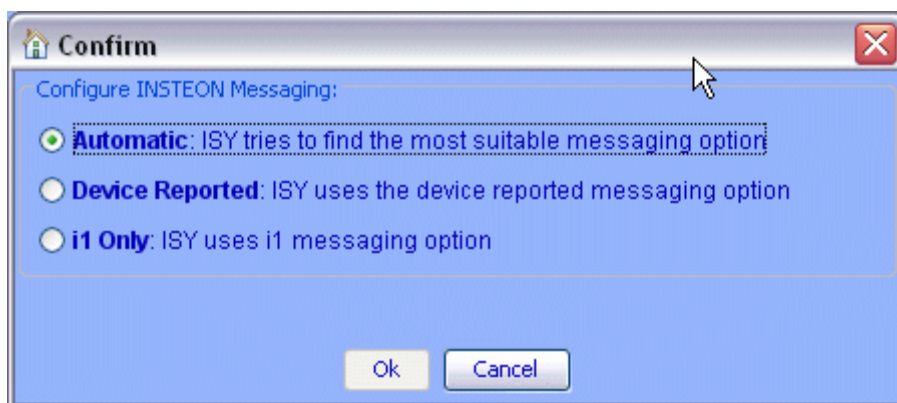 Confirm
Configure INSTEON Messaging:
Automatic: ISY tries to find the most suitable messaging option
Device Reported: ISY uses the device reported messaging option
i1 Only: ISY uses i1 messaging option
Ok Cancel